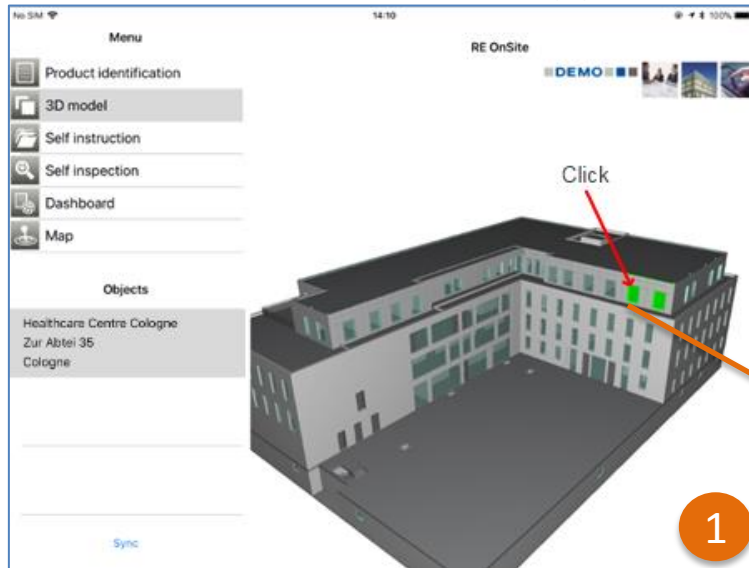 No SIM
14:10
100%
Menu
RE OnSite
DEMO
Product identification
3D model
Self instruction
Self inspection
Dashboard
Map
Click
Objects
Healthcare Centre Cologne
Zur Abtei 35
Cologne
Sync
1